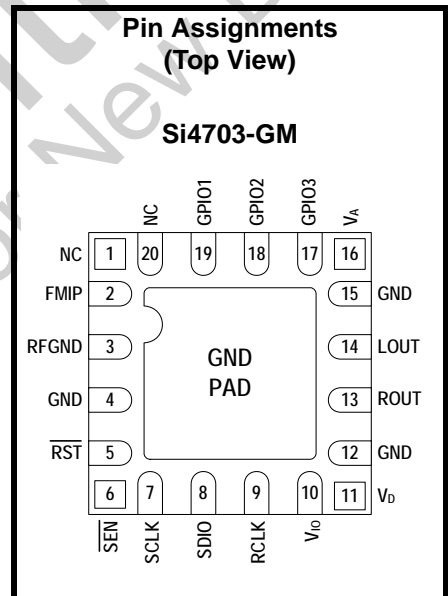 Pin Assignments
(Top View)
Si4703-GM
New
NC GPIO1 GPIO2 GPIO3 VA
NC 1 20 19 18 17 16
FMIP 2 15 GND
RFGND 3 14 LOUT
GND PAD
GND 4 13 ROUT
RST 5 12 GND
6 7 8 9 10 11 VD
SEN SCLK SDIO RCLK VIO